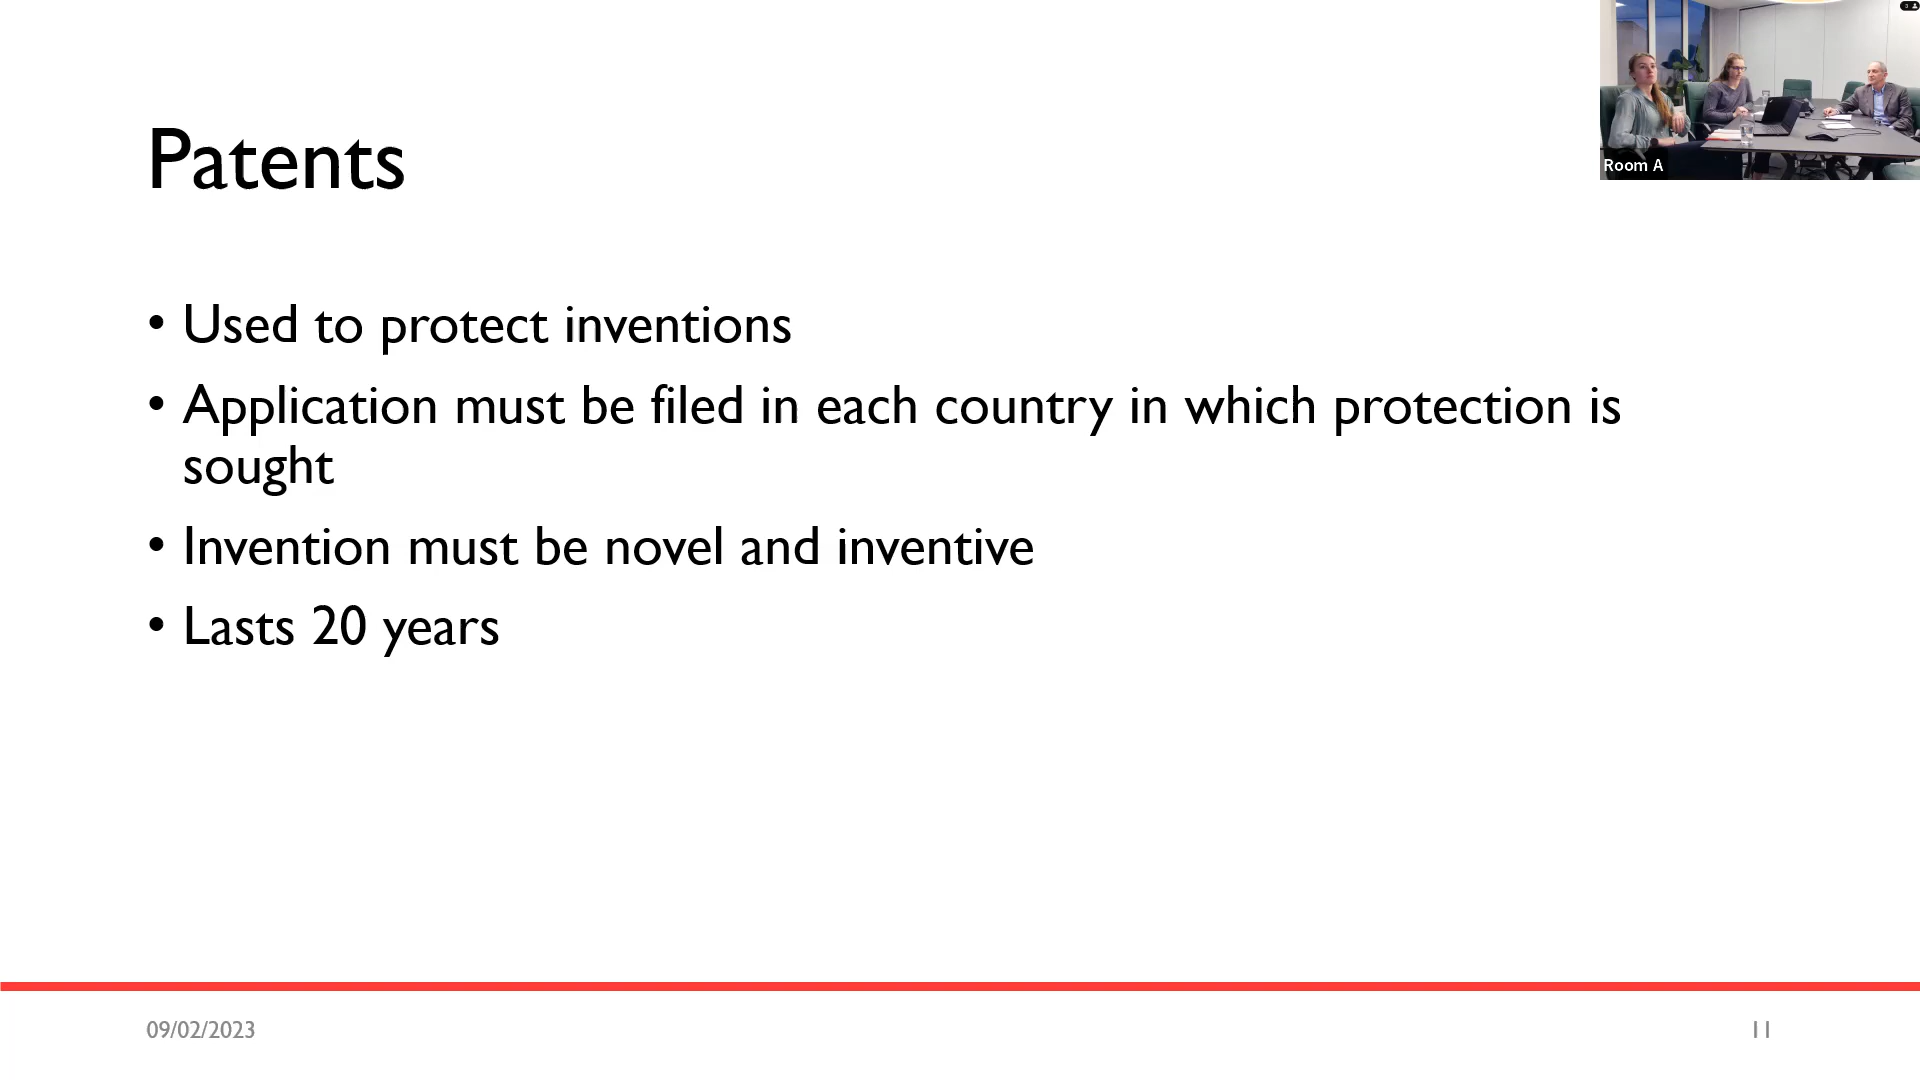 Patents
• Used to protect inventions
• Application must be filed in each country in which protection is
sought
• Invention must be novel and inventive
• Lasts 20 years
Room A
09/02/2023
11